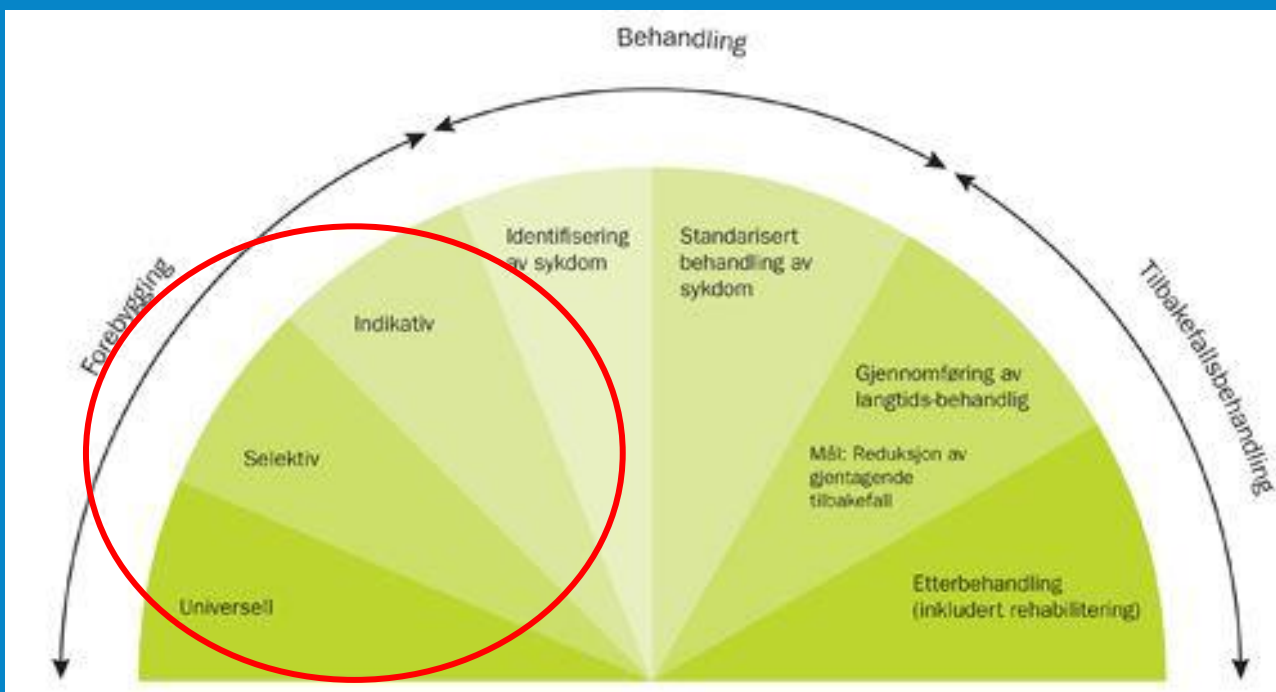 Behandling
Forebygging
Tilbakefallsbehandling
Identifisering
av sykdom
Standarisert
behandling av
sykdom
Indikativ
Gjennomføring av
langtids-behandlig
Selektiv
Mål: Reduksjon av
gjentagende
tilbakefall
Universell
Etterbehandling
(inkludert rehabilitering)